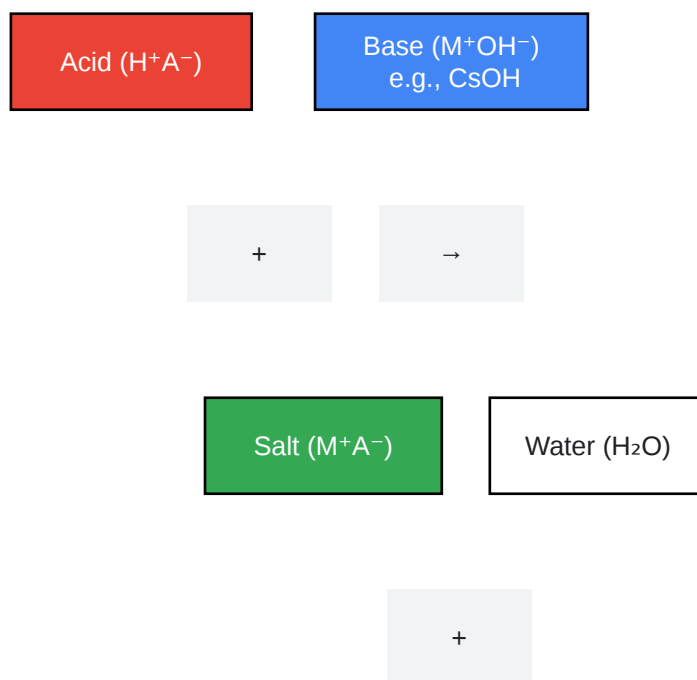 Acid (H⁺A⁻)
Base (M⁺OH⁻)
e.g., CsOH
+
→
Salt (M⁺A⁻)
Water (H₂O)
+